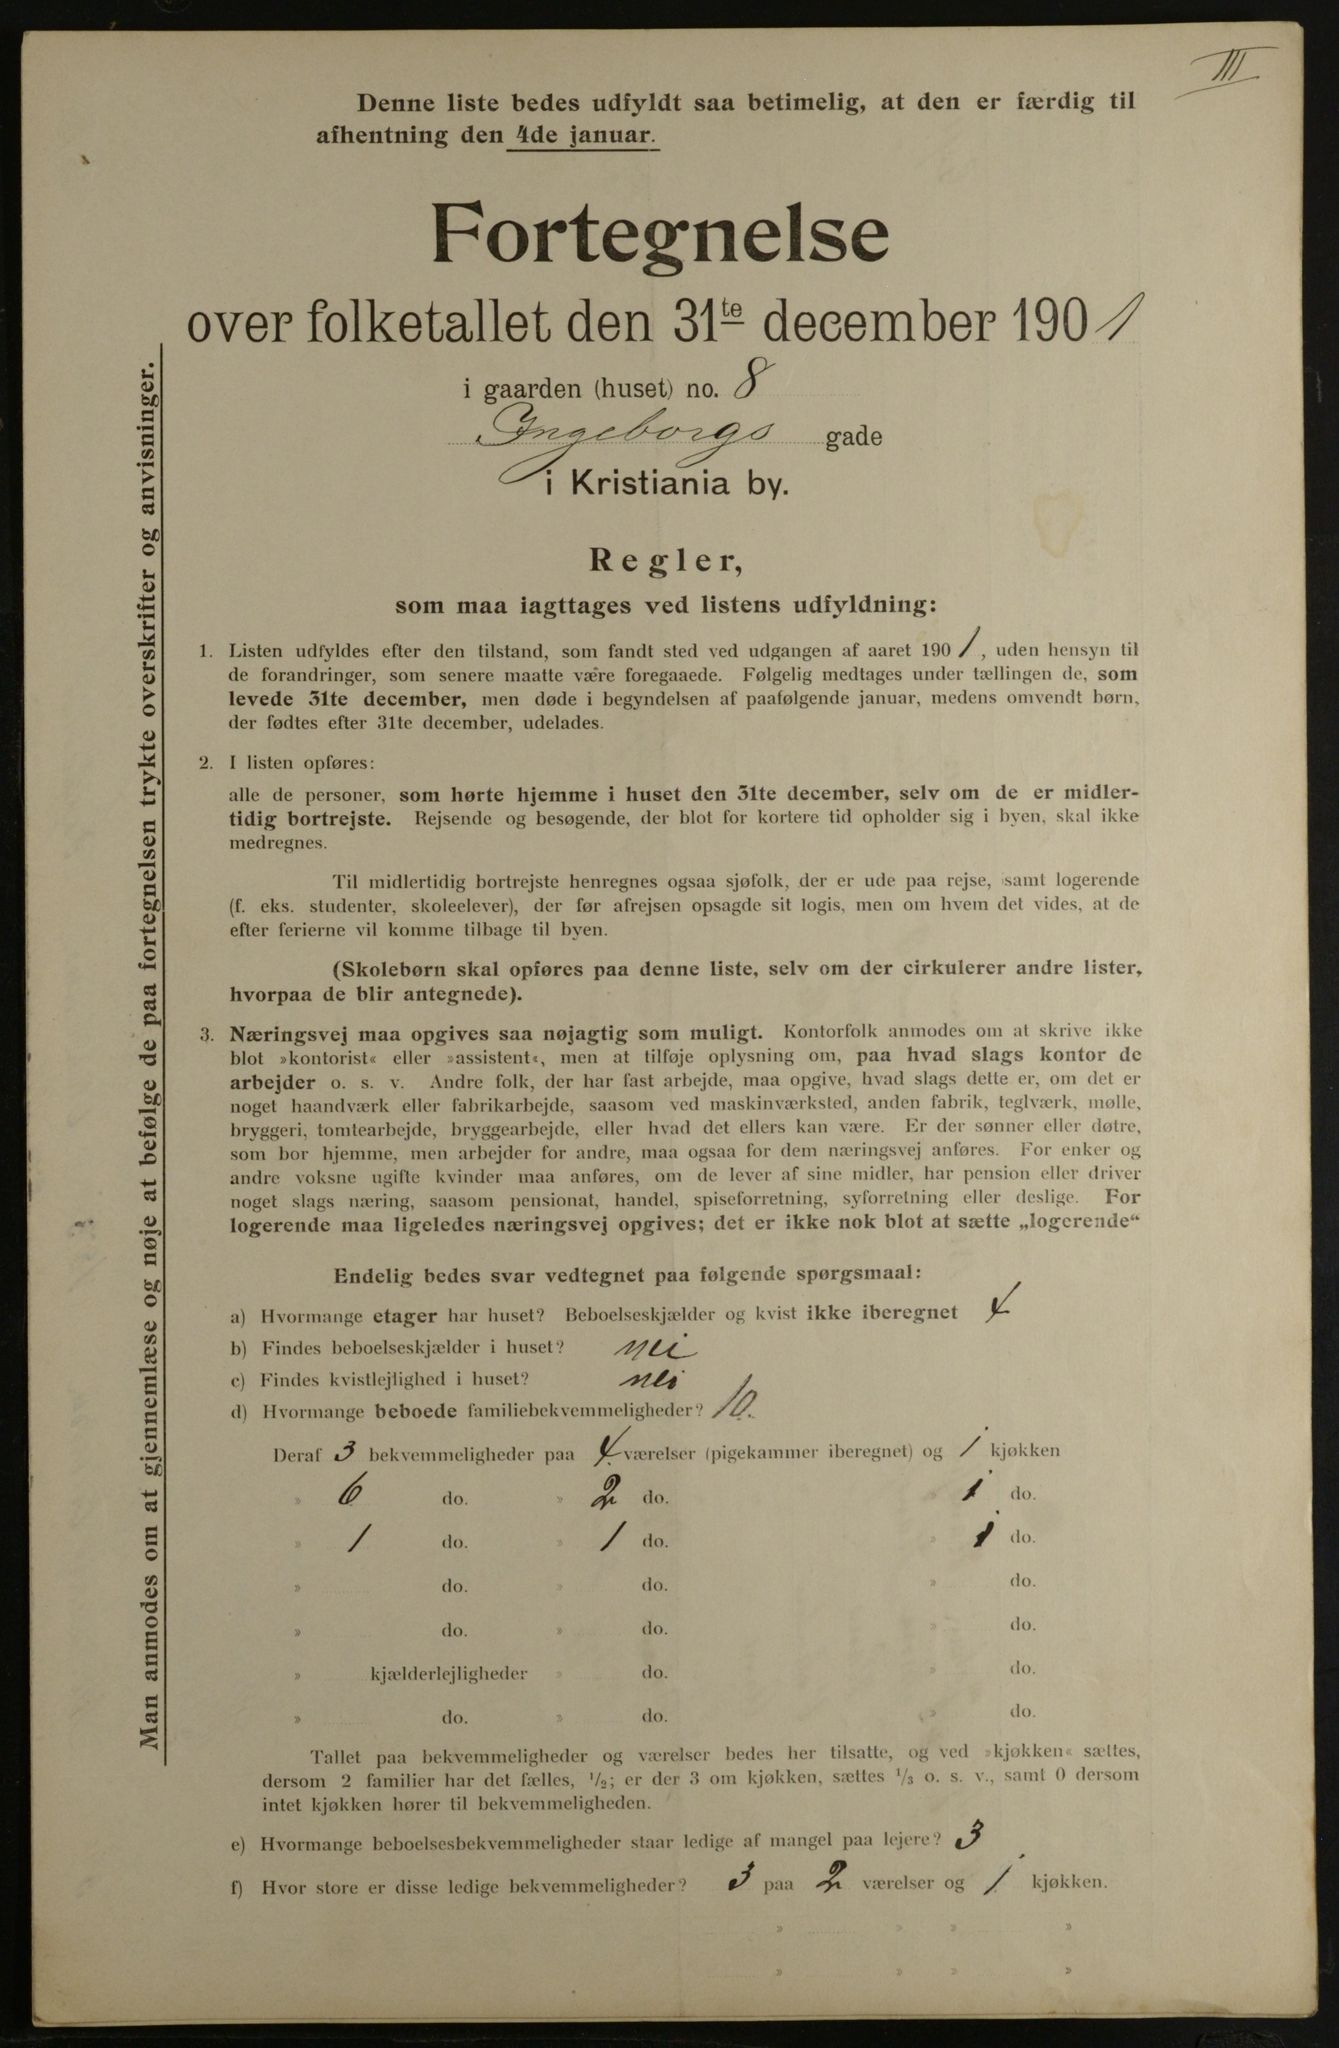 III
Denne liste bedes udfyldt saa betimelig, at den er færdig til
afhentning den 4de januar.
Fortegnelse
over folketallet den 31te december 1901
i gaarden (huset) no. 8
Ingeborgs gade
i Kristiania by.
Regler,
som maa iagttages ved listens udfyldning:
1. Listen udfyldes efter den tilstand, som fandt sted ved udgangen af aaret 1901, uden hensyn til
de forandringer, som senere maatte være foregaaede. Følgelig medtages under tællingen de, som
levede 31te december, men døde i begyndelsen af paafølgende januar, medens omvendt børn,
der fødtes efter 31te december, udelades.
2. I listen opføres:
alle de personer, som hørte hjemme i huset den 31te december, selv om de er midler-
tidig bortrejste. Rejsende og besøgende, der blot for kortere tid opholder sig i byen, skal ikke
medregnes.
Til midlertidig bortrejste henregnes ogsaa sjøfolk, der er ude paa rejse, samt logerende
(f. eks. studenter, skoleelever), der før afrejsen opsagde sit logis, men om hvem det vides, at de
efter ferierne vil komme tilbage til byen.
(Skolebørn skal opføres paa denne liste, selv om der cirkulerer andre lister,
hvorpaa de blir antegnede).
3. Næringsvej maa opgives saa nøjagtig som muligt. Kontorfolk anmodes om at skrive ikke
blot »kontorist« eller »assistent«, men at tilføje oplysning om, paa hvad slags kontor de
arbejder o. s. v. Andre folk, der har fast arbejde, maa opgive, hvad slags dette er, om det er
noget haandværk eller fabrikarbejde, saasom ved maskinværksted, anden fabrik, teglværk, mølle,
bryggeri, tomtearbejde, bryggearbejde, eller hvad det ellers kan være. Er der sønner eller døtre,
som bor hjemme, men arbejder for andre, maa ogsaa for dem næringsvej anføres. For enker og
andre voksne ugifte kvinder maa anføres, om de lever af sine midler, har pension eller driver
noget slags næring, saasom pensionat, handel, spiseforretning, syforretning eller deslige. For
logerende maa ligeledes næringsvej opgives; det er ikke nok blot at sætte „logerende“
Endelig bedes svar vedtegnet paa følgende spørgsmaal:
a) Hvormange etager har huset? Beboelseskjælder og kvist ikke iberegnet 4
b) Findes beboelseskjælder i huset? nei
c) Findes kvistlejlighed i huset? nei
d) Hvormange beboede familiebekvemmeligheder? 10.
Deraf 3 bekvemmeligheder paa 4 værelser (pigekammer iberegnet) og 1 kjøkken
» 6 do. » 2 do. » 1 do.
» 1 do. » 1 do. » 1 do.
» do. » do. » do.
» do. » do. » do.
» kjælderlejligheder » do. » do.
» do. » do. » do.
Tallet paa bekvemmeligheder og værelser bedes her tilsatte, og ved »kjøkken« sættes,
dersom 2 familier har det fælles, 1/2; er der 3 om kjøkken, sættes 1/3 o. s. v., samt 0 dersom
intet kjøkken hører til bekvemmeligheden.
e) Hvormange beboelsesbekvemmeligheder staar ledige af mangel paa lejere? 3
f) Hvor store er disse ledige bekvemmeligheder? 3 paa 2 værelser og 1 kjøkken.
» » » »
» » » »
Man anmodes om at gjennemlæse og nøje at befølge de paa fortegnelsen trykte overskrifter og anvisninger.